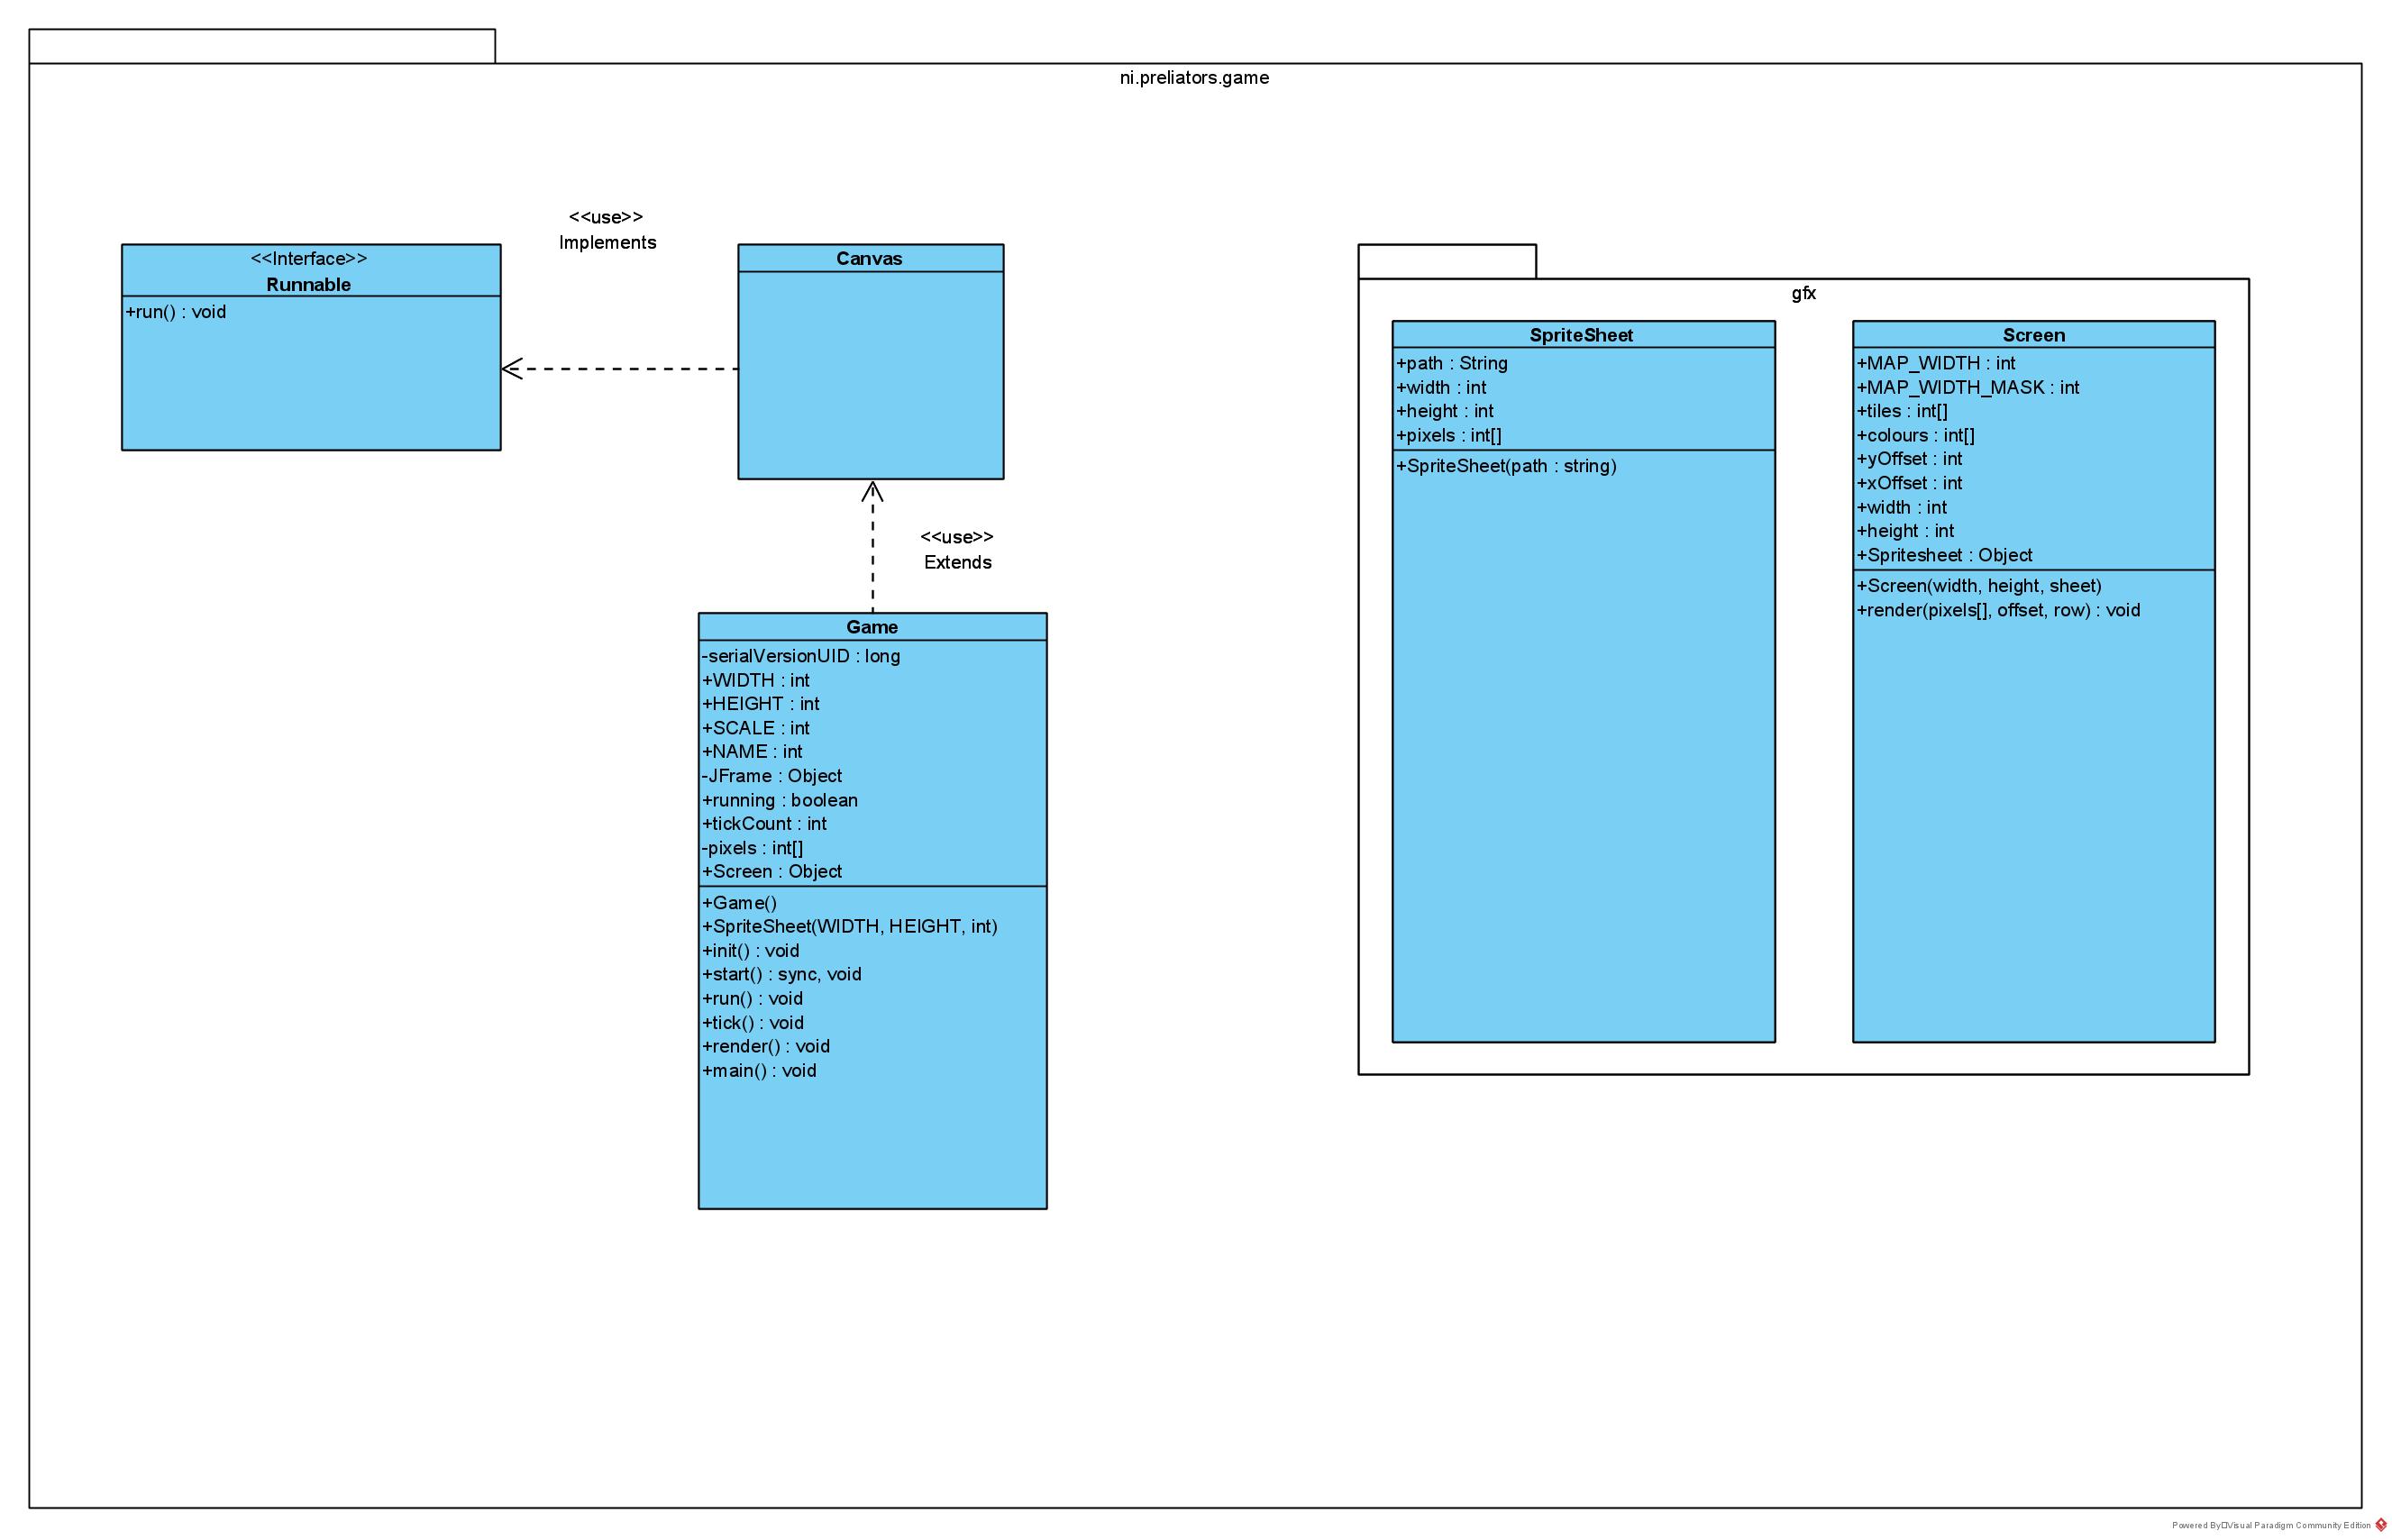 ni.preliators.game
<<use>>
Implements
<<Interface>>
Runnable
+run() : void
Canvas
<<use>>
Extends
Game
-serialVersionUID : long
+WIDTH : int
+HEIGHT : int
+SCALE : int
+NAME : int
-JFrame : Object
+running : boolean
+tickCount : int
-pixels : int[]
+Screen : Object
+Game()
+SpriteSheet(WIDTH, HEIGHT, int)
+init() : void
+start() : sync, void
+run() : void
+tick() : void
+render() : void
+main() : void
gfx
SpriteSheet
+path : String
+width : int
+height : int
+pixels : int[]
+SpriteSheet(path : string)
Screen
+MAP_WIDTH : int
+MAP_WIDTH_MASK : int
+tiles : int[]
+colours : int[]
+yOffset : int
+xOffset : int
+width : int
+height : int
+Spritesheet : Object
+Screen(width, height, sheet)
+render(pixels[], offset, row) : void
Powered By Visual Paradigm Community Edition